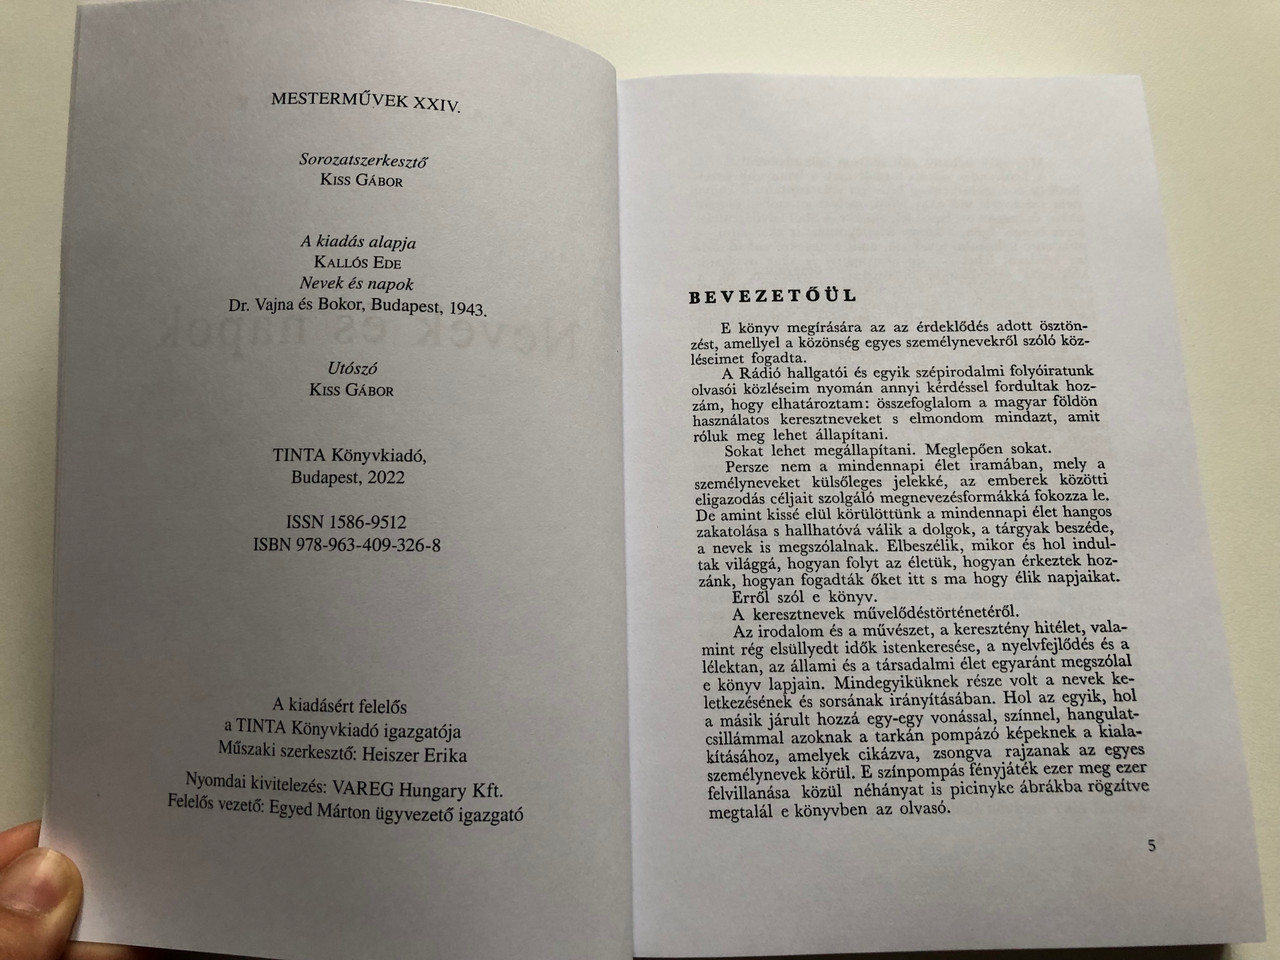 MESTERMŰVEK XXIV.
Sorozatszerkesztő
KISS GÁBOR
A kiadás alapja
KALLÓS EDE
Nevek és napok
Dr. Vajna és Bokor, Budapest, 1943.
Utószó
KISS GÁBOR
TINTA Könyvkiadó,
Budapest, 2022
ISSN 1586-9512
ISBN 978-963-409-326-8
A kiadásért felelős
a TINTA Könyvkiadó igazgatója
Műszaki szerkesztő: Heiszer Erika
Nyomdai kivitelezés: VAREG Hungary Kft.
Felelős vezető: Egyed Márton ügyvezető igazgató
BEVEZETŐÜL
E könyv megírására az az érdeklődés adott ösztön-
zést, amellyel a közönség egyes személynevekről szóló köz-
léseimet fogadta.
A Rádió hallgatói és egyik szépirodalmi folyóiratunk
olvasói közléseim nyomán annyi kérdéssel fordultak hoz-
zám, hogy elhatároztam: összefoglalom a magyar földön
használatos keresztneveket s elmondom mindazt, amit
róluk meg lehet állapítani.
Sokat lehet megállapítani. Meglepően sokat.
Persze nem a mindennapi élet iramában, mely a
személyneveket külsőleges jelekké, az emberek közötti
eligazodás céljait szolgáló megnevezésformákká fokozza le.
De amint kissé elül körülöttünk a mindennapi élet hangos
zakatolása s hallhatóvá válik a dolgok, a tárgyak beszéde,
a nevek is megszólalnak. Elbeszélik, mikor és hol indul-
tak világgá, hogyan folyt az életük, hogyan érkeztek hoz-
zánk, hogyan fogadták őket itt s ma hogy élik napjaikat.
Erről szól e könyv.
A keresztnevek művelődéstörténetéről.
Az irodalom és a művészet, a keresztény hitélet, vala-
mint rég elsüllyedt idők istenkeresése, a nyelvfejlődés és a
lélektan, az állami és a társadalmi élet egyaránt megszólal
e könyv lapjain. Mindegyiküknek része volt a nevek ke-
letkezésének és sorsának irányításában. Hol az egyik, hol
a másik járult hozzá egy-egy vonással, színnel, hangulat-
csillámmal azoknak a tarkán pompázó képeknek a kiala-
kításához, amelyek cikázva, zsongva rajzanak az egyes
személynevek körül. E színpompás fényjáték ezer meg ezer
felvillanása közül néhányat is picinyke ábrákba rögzítve
megtalál e könyvben az olvasó.
5